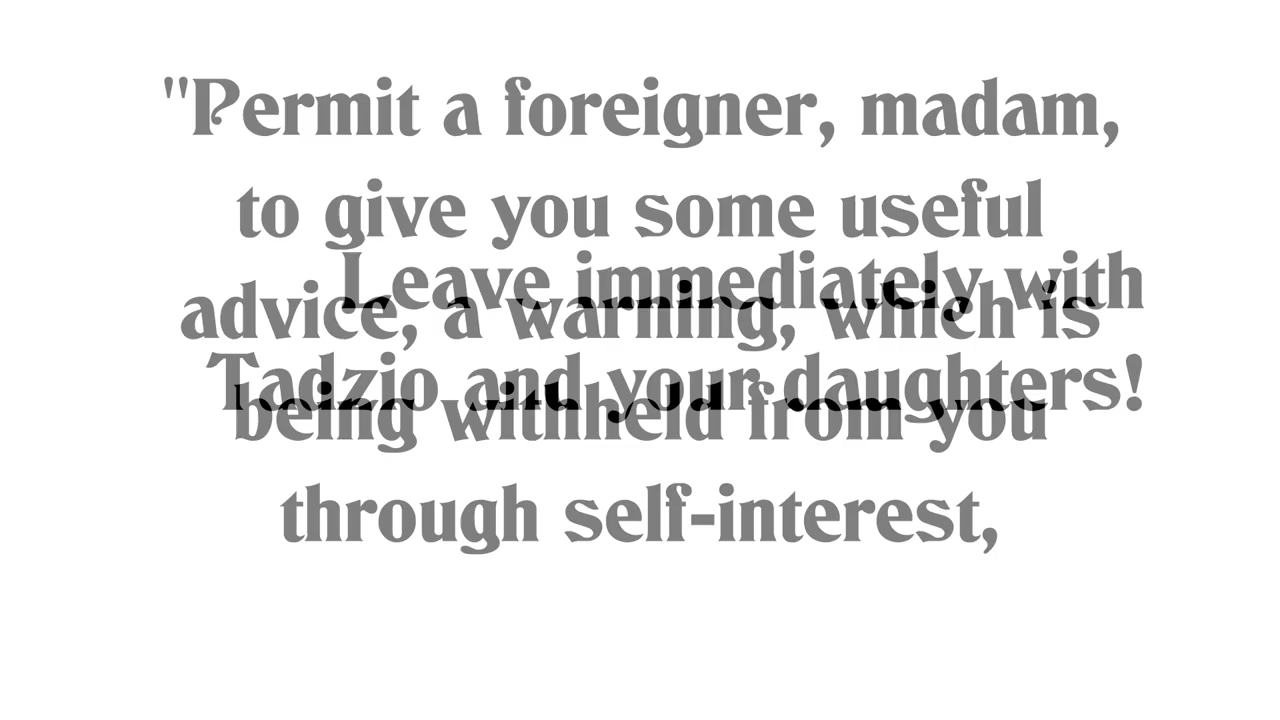 "Permit a foreigner, madam,
to give you some useful
advice, a warning, which is
being withheld from you
through self-interest,
Leave immediately with
Tadzio and your daughters!